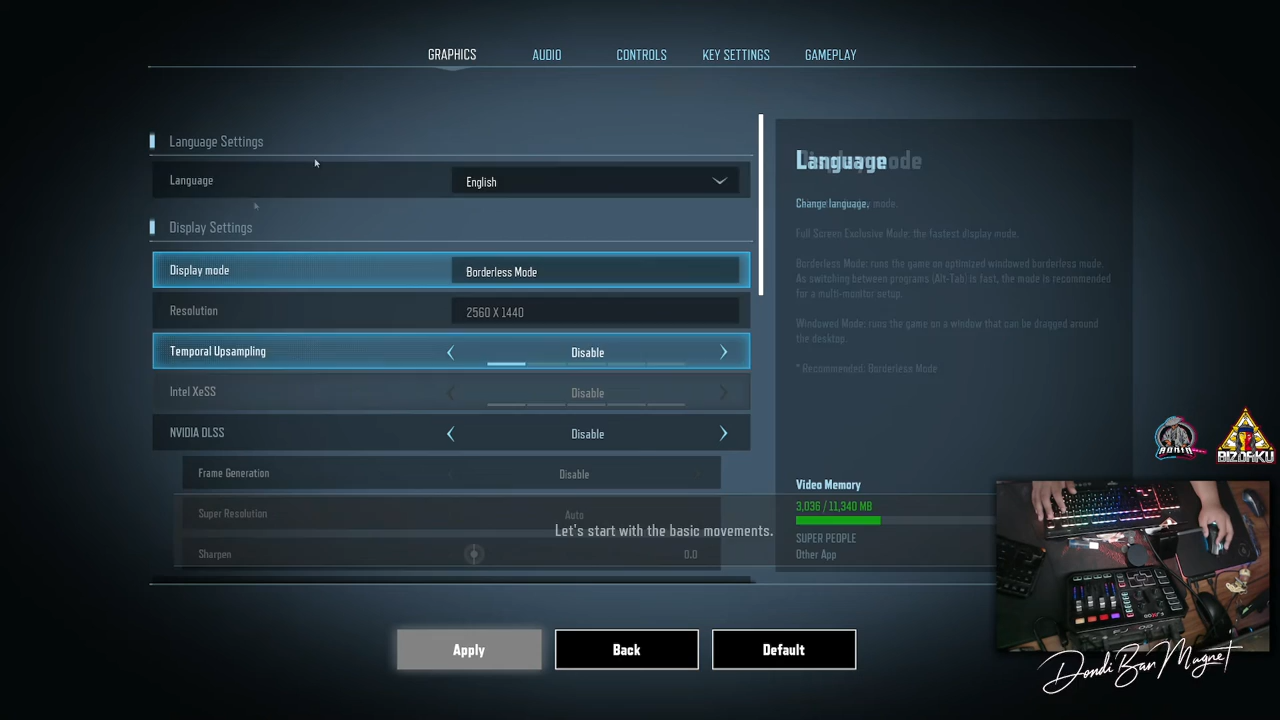 GRAPHICS
AUDIO
CONTROLS
KEY SETTINGS
GAMEPLAY
Language Settings
Language
English
Display Settings
Display mode
Borderless Mode
Resolution
2560 X 1440
Temporal Upsampling
Disable
Intel XeSS
Disable
NVIDIA DLSS
Disable
Frame Generation
Disable
Super Resolution
Auto
Sharpen
0.0
Let's start with the basic movements.
Language
Change language, mode.
Full Screen Exclusive Mode: the fastest display mode.
Borderless Mode: runs the game on optimized windowed borderless mode.
As switching between programs (Alt-Tab) is fast, the mode is recommended
for a multi-monitor setup.
Windowed Mode: runs the game on a window that can be dragged around
the desktop.
* Recommended: Borderless Mode
Video Memory
3,036 / 11,340 MB
SUPER PEOPLE
Other App
BIZDAKU
Dondi Ban Magnet
Apply
Back
Default